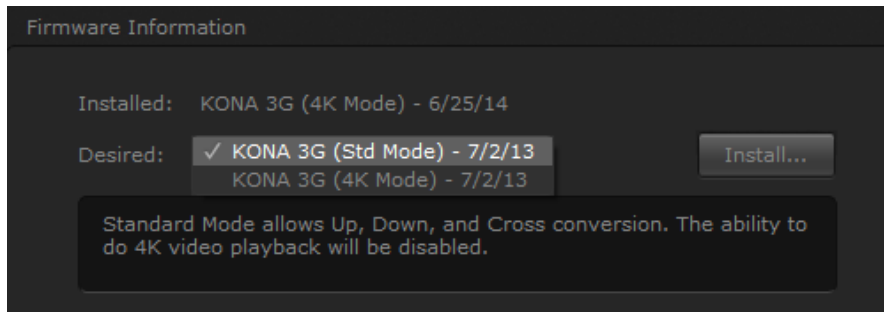 Firmware Information
Installed: KONA 3G (4K Mode) - 6/25/14
Desired: ✓ KONA 3G (Std Mode) - 7/2/13 Install...
KONA 3G (4K Mode) - 7/2/13
Standard Mode allows Up, Down, and Cross conversion. The ability to
do 4K video playback will be disabled.